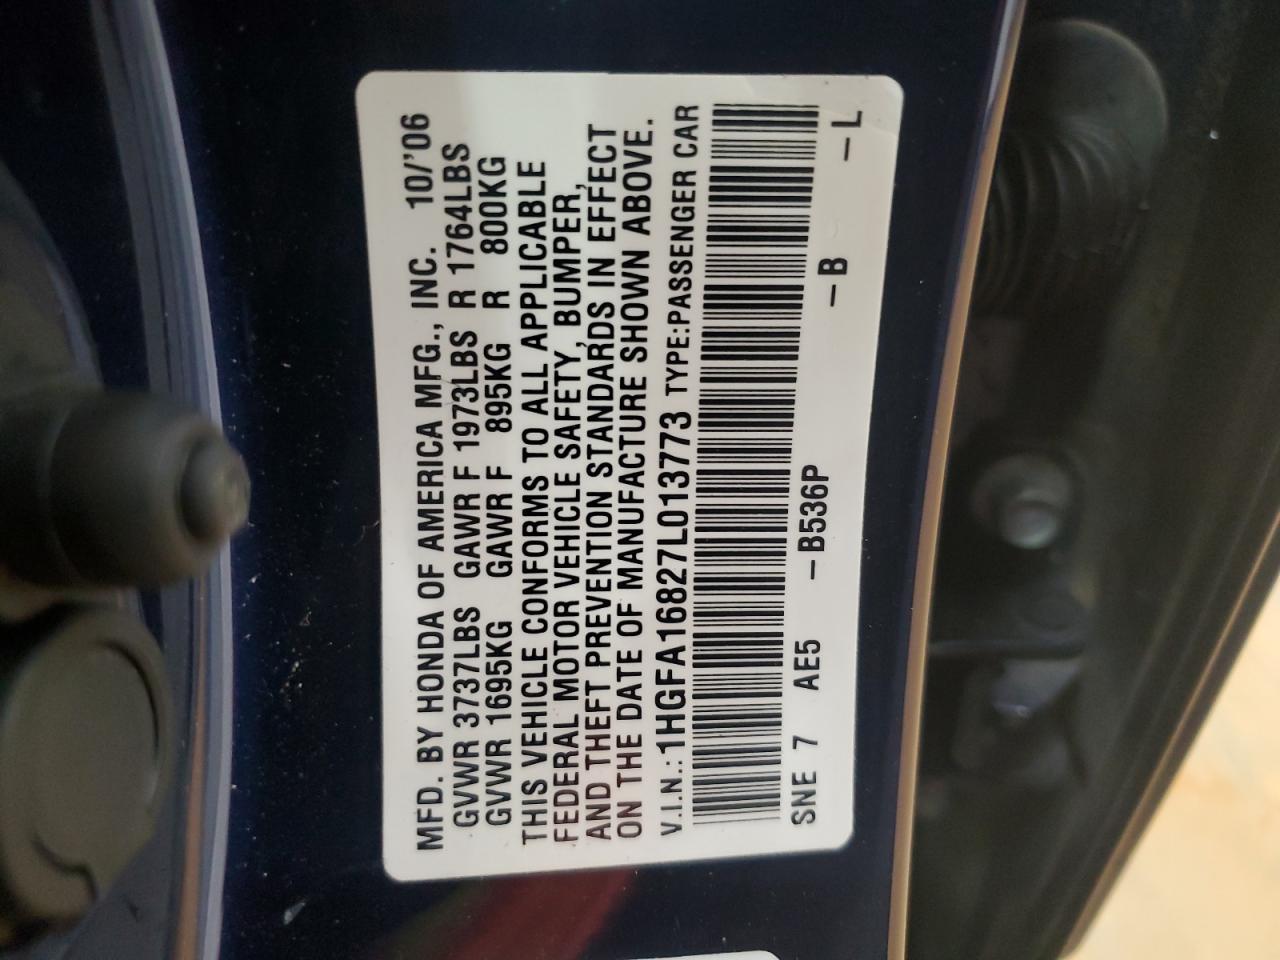 MFD. BY HONDA OF AMERICA MFG., INC. 10/'06
GVWR 3737LBS GAWR F 1973LBS R 1764LBS
GVWR 1695KG GAWR F 895KG R 800KG
THIS VEHICLE CONFORMS TO ALL APPLICABLE
FEDERAL MOTOR VEHICLE SAFETY, BUMPER,
AND THEFT PREVENTION STANDARDS IN EFFECT
ON THE DATE OF MANUFACTURE SHOWN ABOVE.
V.I.N.: 1HGFA16827L013773 TYPE:PASSENGER CAR
SNE 7 AE5 -B536P -B -L